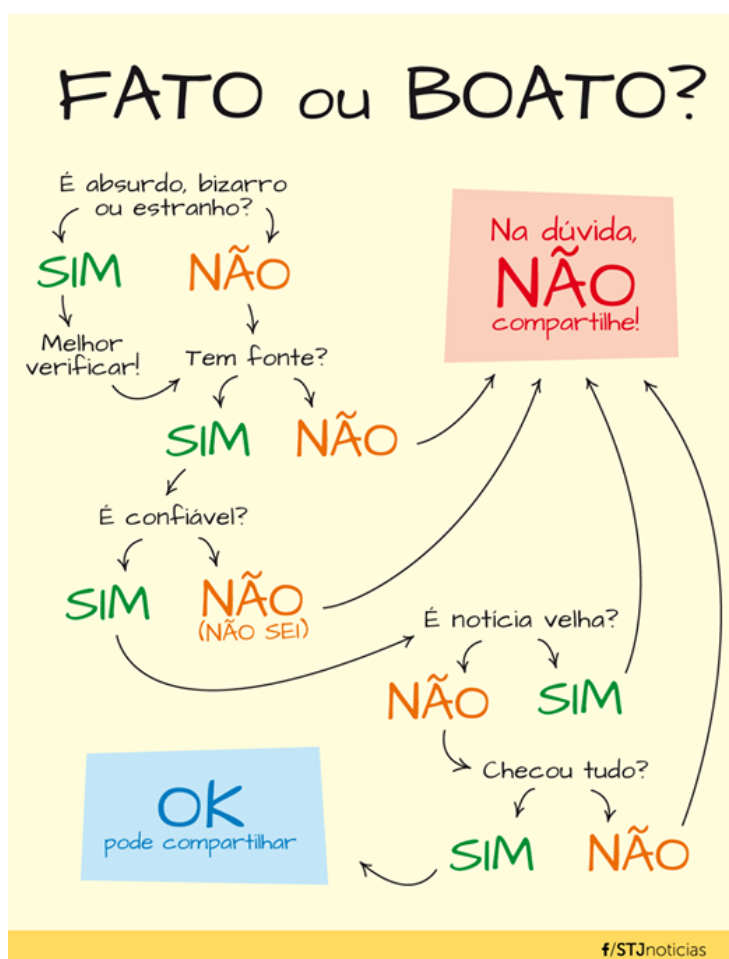 FATO ou BOATO?
É absurdo, bizarro
ou estranho?
SIM
NÃO
Melhor
verificar!
Tem fonte?
SIM
NÃO
É confiável?
SIM
NÃO
(NÃO SEI)
É notícia velha?
NÃO
SIM
Checou tudo?
SIM
NÃO
Na dúvida,
NÃO
compartilhe!
OK
pode compartilhar
f/STJnoticias